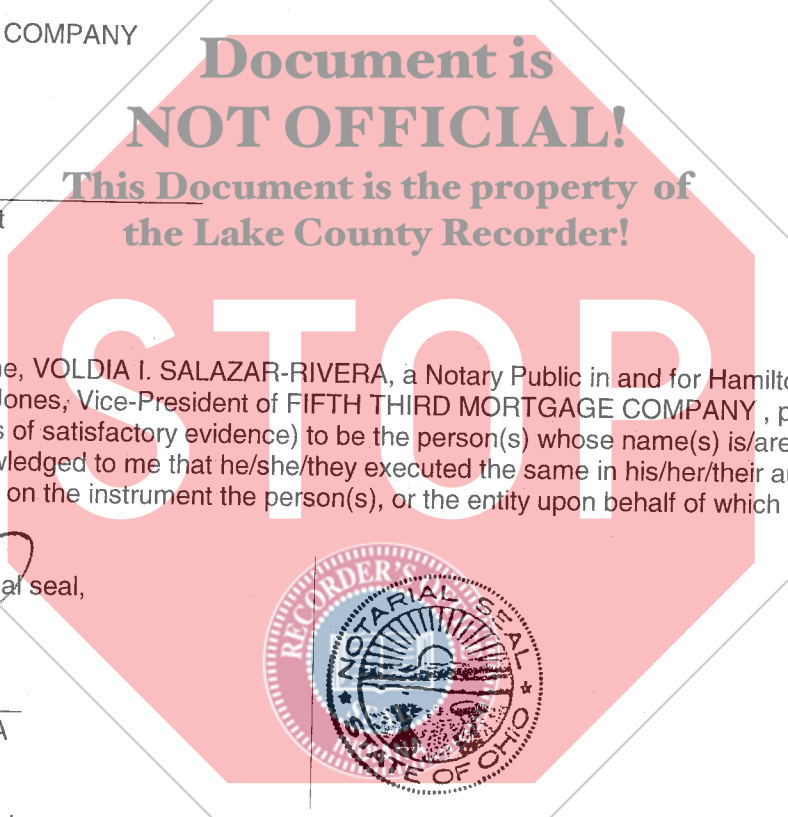 COMPANY
Document is
NOT OFFICIAL!
This Document is the property of
the Lake County Recorder!
STOP
VOLDIA I. SALAZAR-RIVERA, a Notary Public in and for
Jones, Vice-President of FIFTH THIRD MORTGAGE COMPANY ,
of satisfactory evidence) to be the person(s) whose name(s) is/are
to me that he/she/they executed the same in his/her/their
on the instrument the person(s), or the entity upon behalf of which
seal,
RECORDER'S
NOTARIAL SEAL
STATE OF OHIO